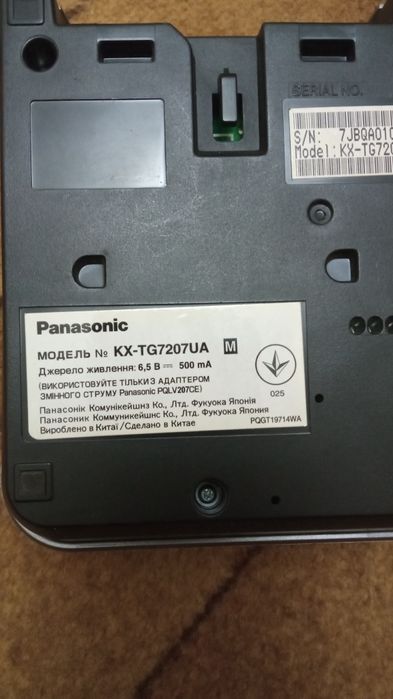 SERIAL NO.
S/N: 7JBQA010
Model: KX-TG720
Panasonic
МОДЕЛЬ № KX-TG7207UA M
Джерело живлення: 6,5 В ⎓ 500 mA
(ВИКОРИСТОВУЙТЕ ТІЛЬКИ З АДАПТЕРОМ
ЗМІННОГО СТРУМУ Panasonic PQLV207CE)
025
Панасонік Комунікейшнз Ко., Лтд. Фукуока Японія
Панасоник Коммуникейшнс Ко., Лтд. Фукуока Япония
Вироблено в Китаї/Сделано в Китае
PQGT19714WA